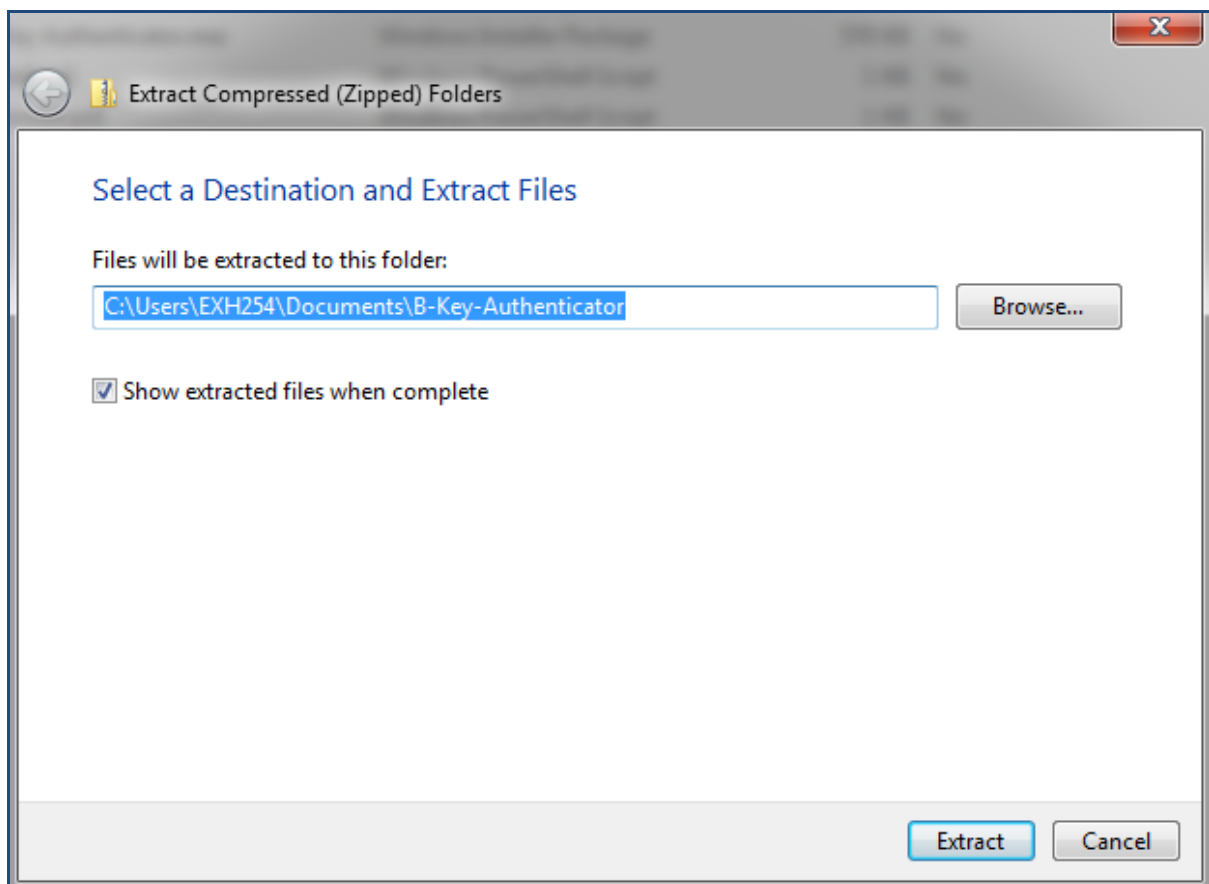 Extract Compressed (Zipped) Folders
Select a Destination and Extract Files
Files will be extracted to this folder:
C:\Users\EXH254\Documents\B-Key-Authenticator
Browse...
Show extracted files when complete
Extract
Cancel